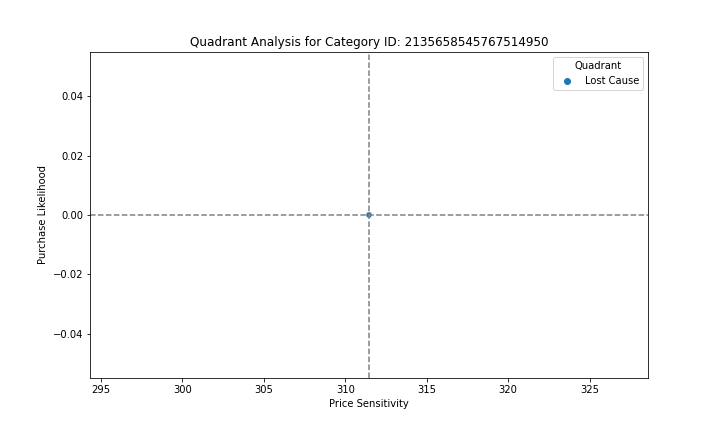 Quadrant Analysis for Category ID: 2135658545767514950
Quadrant
Lost Cause
Purchase Likelihood
0.04
0.02
0.00
−0.02
−0.04
295 300 305 310 315 320 325
Price Sensitivity